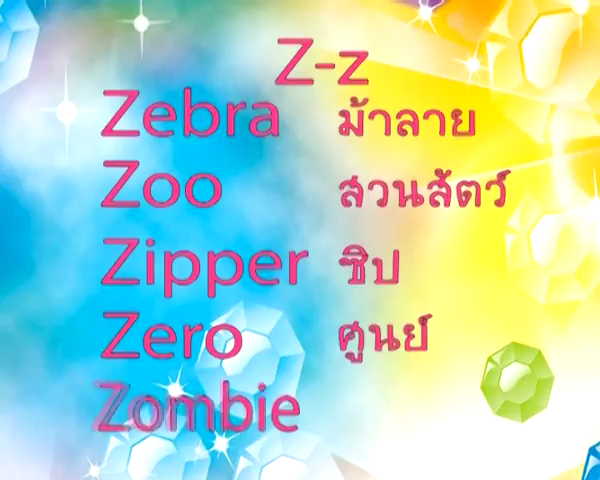 Z-z
Zebra ม้าลาย
Zoo สวนสัตว์
Zipper ซิป
Zero ศูนย์
Zombie